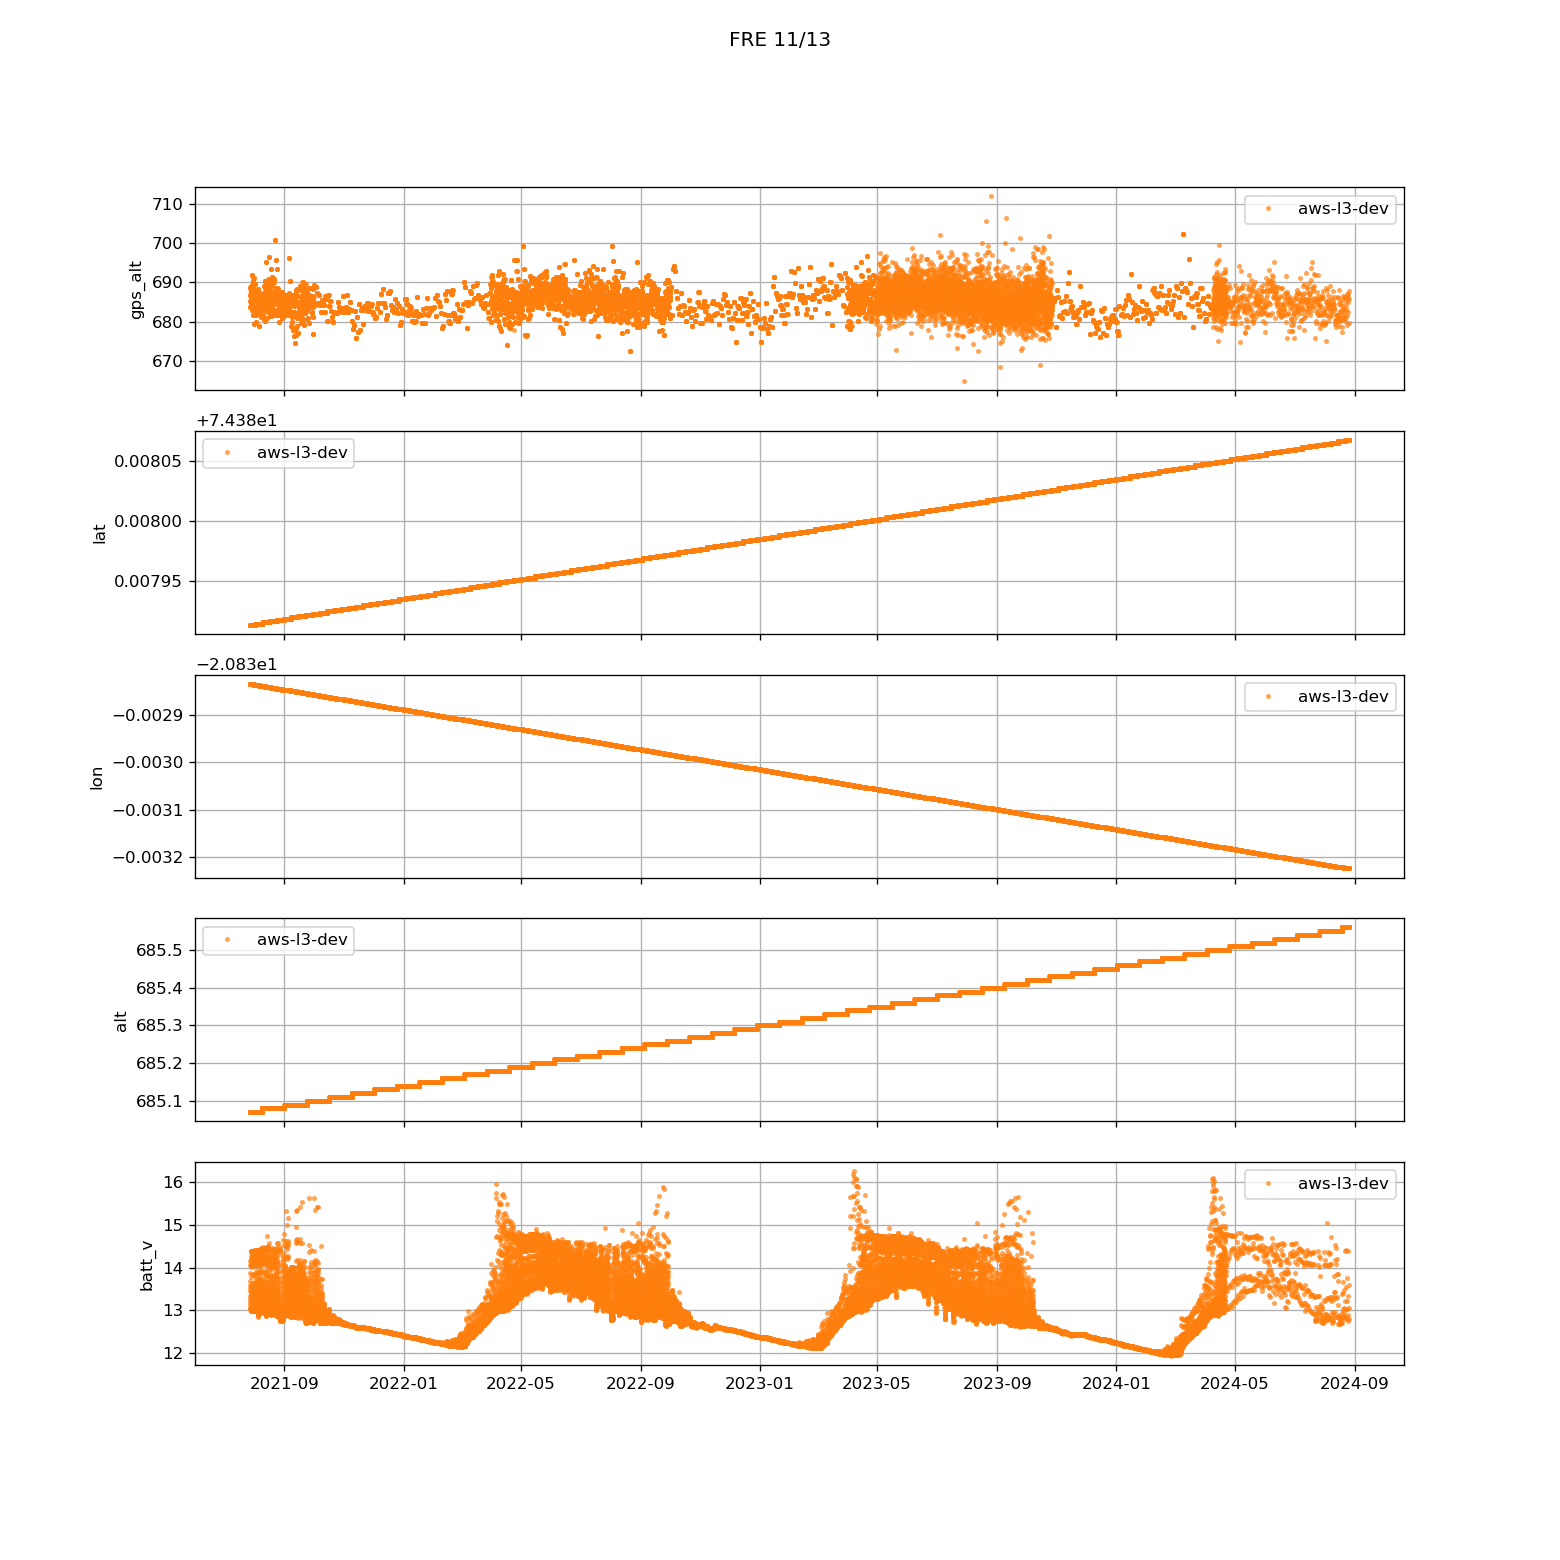 FRE 11/13
710
700
690
680
670
gps_alt
aws-l3-dev
+7.438e1
0.00805
0.00800
0.00795
lat
aws-l3-dev
−2.083e1
−0.0029
−0.0030
−0.0031
−0.0032
lon
aws-l3-dev
685.5
685.4
685.3
685.2
685.1
alt
aws-l3-dev
16
15
14
13
12
batt_v
aws-l3-dev
2021-09 2022-01 2022-05 2022-09 2023-01 2023-05 2023-09 2024-01 2024-05 2024-09